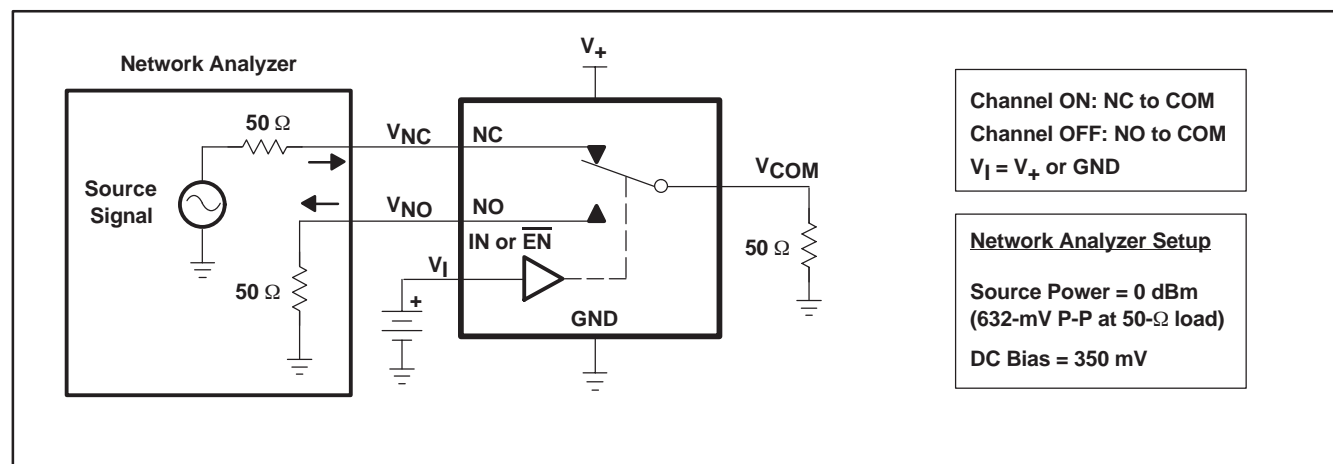 V+
Network Analyzer
50 Ω
VNC
NC
Source
Signal
VCOM
VNO
NO
IN or E̅N̅
50 Ω
VI
50 Ω
+
GND
Channel ON: NC to COM
Channel OFF: NO to COM
VI = V+ or GND
Network Analyzer Setup
Source Power = 0 dBm
(632-mV P-P at 50-Ω load)
DC Bias = 350 mV